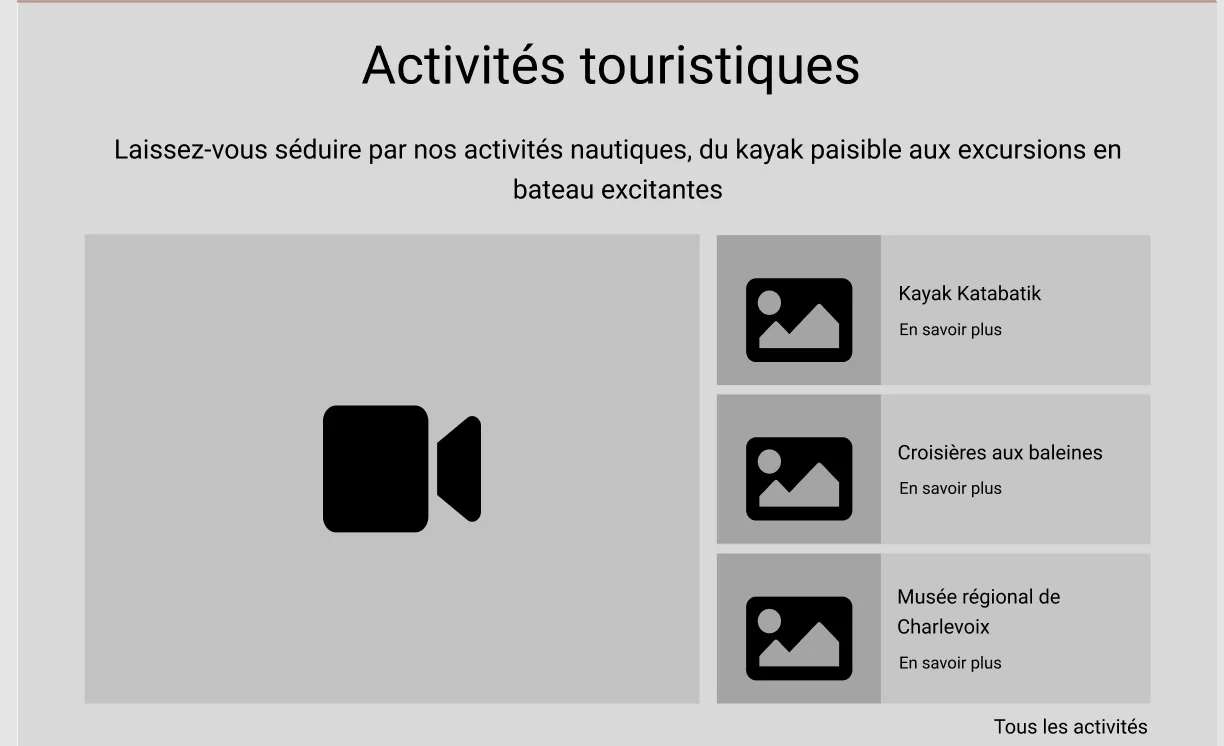 Activités touristiques
Laissez-vous séduire par nos activités nautiques, du kayak paisible aux excursions en
bateau excitantes
Kayak Katabatik
En savoir plus
Croisières aux baleines
En savoir plus
Musée régional de
Charlevoix
En savoir plus
Tous les activités